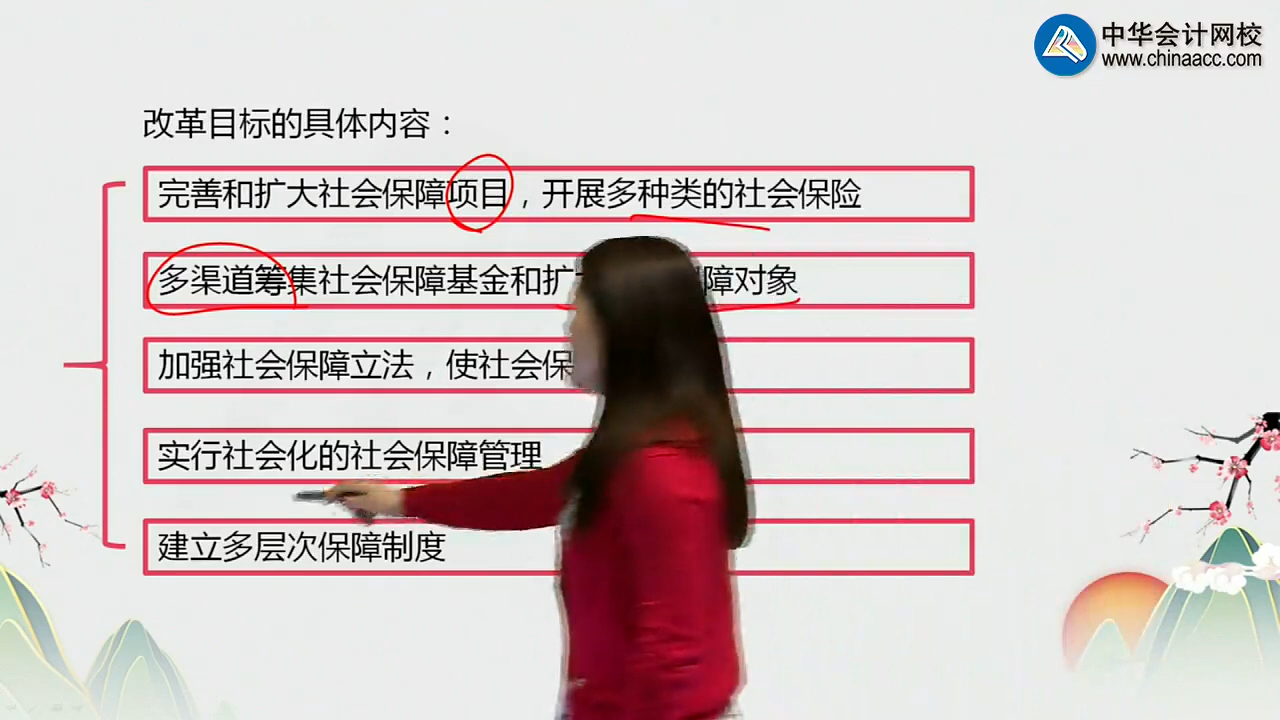 中华会计网校
www.chinaacc.com
改革目标的具体内容：
完善和扩大社会保障项目，开展多种类的社会保险
多渠道筹集社会保障基金和扩 障对象
加强社会保障立法，使社会保
实行社会化的社会保障管理
建立多层次保障制度